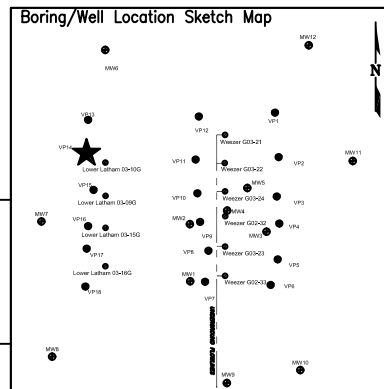 Boring/Well Location Sketch Map
MW12
MW6
N
VP13
VP12
VP1
Weezer G03-21
VP14
VP11
Weezer G03-22
VP2
MW11
Lower Latham 03-10G
VP15
VP10
Weezer G03-24
MW5
VP3
Lower Latham 03-09G
MW7
VP16
MW2
MW4
Weezer G02-32
VP4
Lower Latham 03-15G
VP9
MW3
VP17
VP8
Weezer G03-23
VP5
Lower Latham 03-16G
VP18
MW1
VP7
Weezer G02-33
VP6
MW8
MW10
MW9